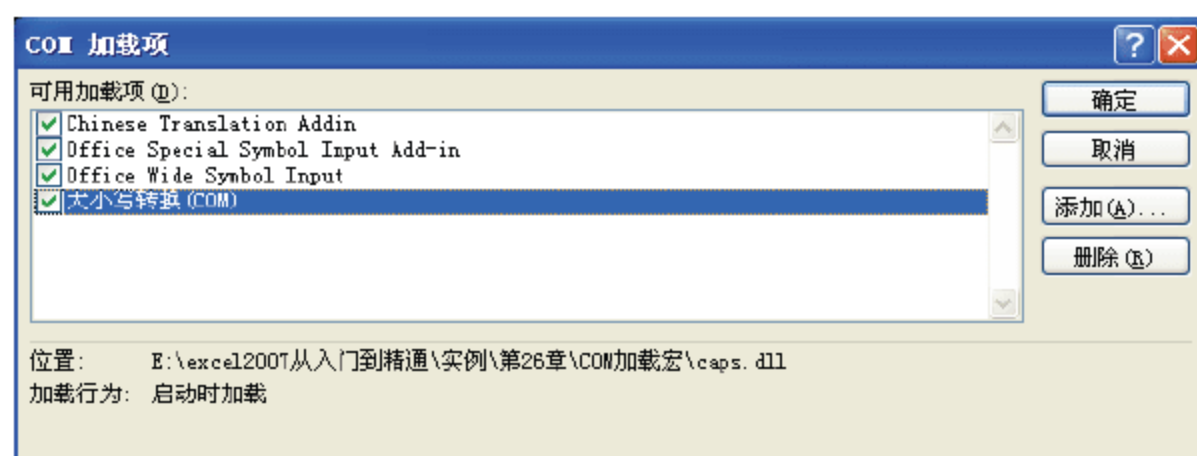 COM 加载项
可用加载项(D):
Chinese Translation Addin
Office Special Symbol Input Add-in
Office Wide Symbol Input
大小写转换(COM)
确定
取消
添加(A)...
删除(R)
位置: E:\excel2007从入门到精通\实例\第26章\COM加载宏\caps.dll
加载行为: 启动时加载